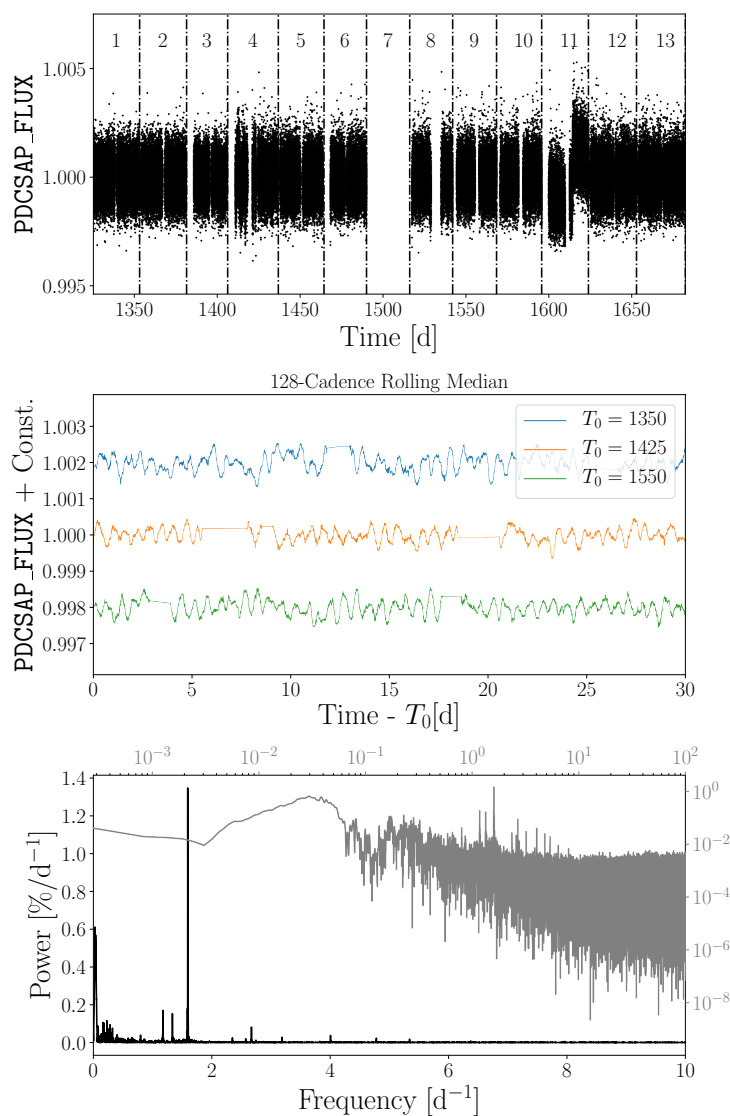 1 2 3 4 5 6 7 8 9 10 11 12 13
1.005
1.000
0.995
PDCSAP_FLUX
1350 1400 1450 1500 1550 1600 1650
Time [d]
128-Cadence Rolling Median
1.003
1.002
1.001
1.000
0.999
0.998
0.997
PDCSAP_FLUX + Const.
T₀ = 1350
T₀ = 1425
T₀ = 1550
0 5 10 15 20 25 30
Time - T₀[d]
10⁻³ 10⁻² 10⁻¹ 10⁰ 10¹ 10²
1.4
1.2
1.0
0.8
0.6
0.4
0.2
0.0
Power [%/d⁻¹]
10⁰
10⁻²
10⁻⁴
10⁻⁶
10⁻⁸
0 2 4 6 8 10
Frequency [d⁻¹]